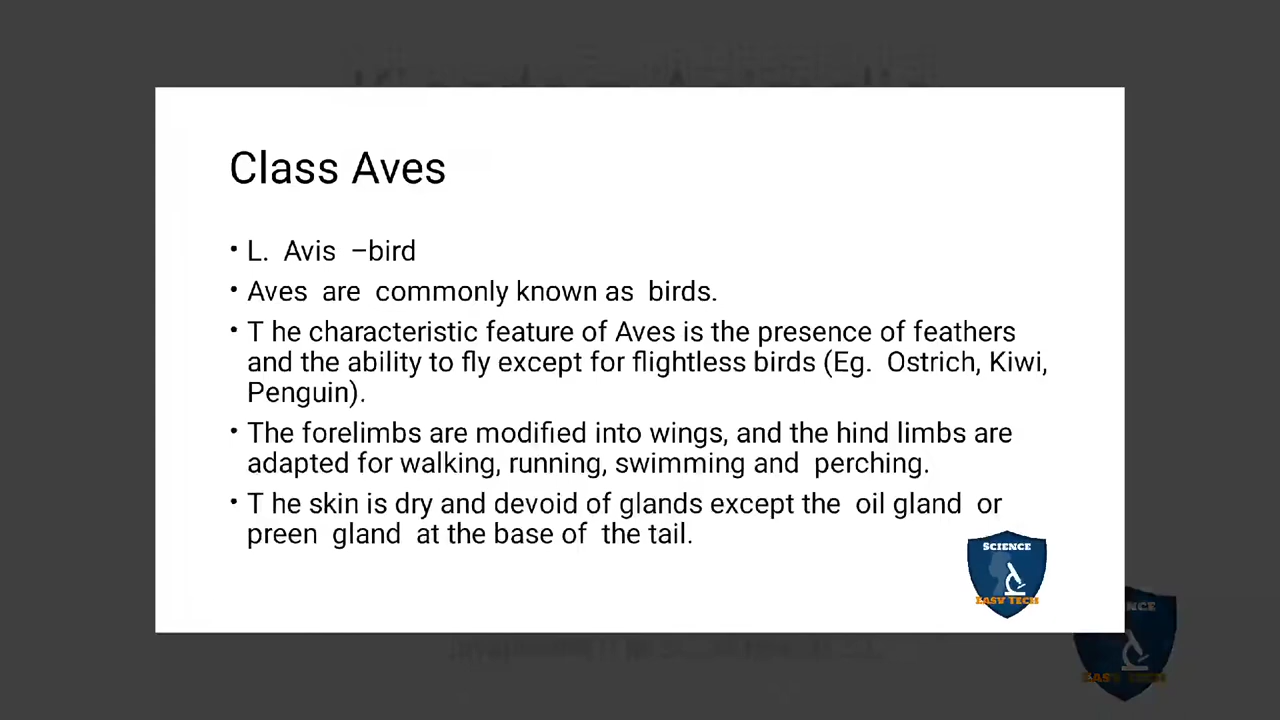 Class Aves
• L. Avis –bird
• Aves are commonly known as birds.
• T he characteristic feature of Aves is the presence of feathers
and the ability to fly except for flightless birds (Eg. Ostrich, Kiwi,
Penguin).
• The forelimbs are modified into wings, and the hind limbs are
adapted for walking, running, swimming and perching.
• T he skin is dry and devoid of glands except the oil gland or
preen gland at the base of the tail.
SCIENCE
EASY TECH
NCE
EASY TECH